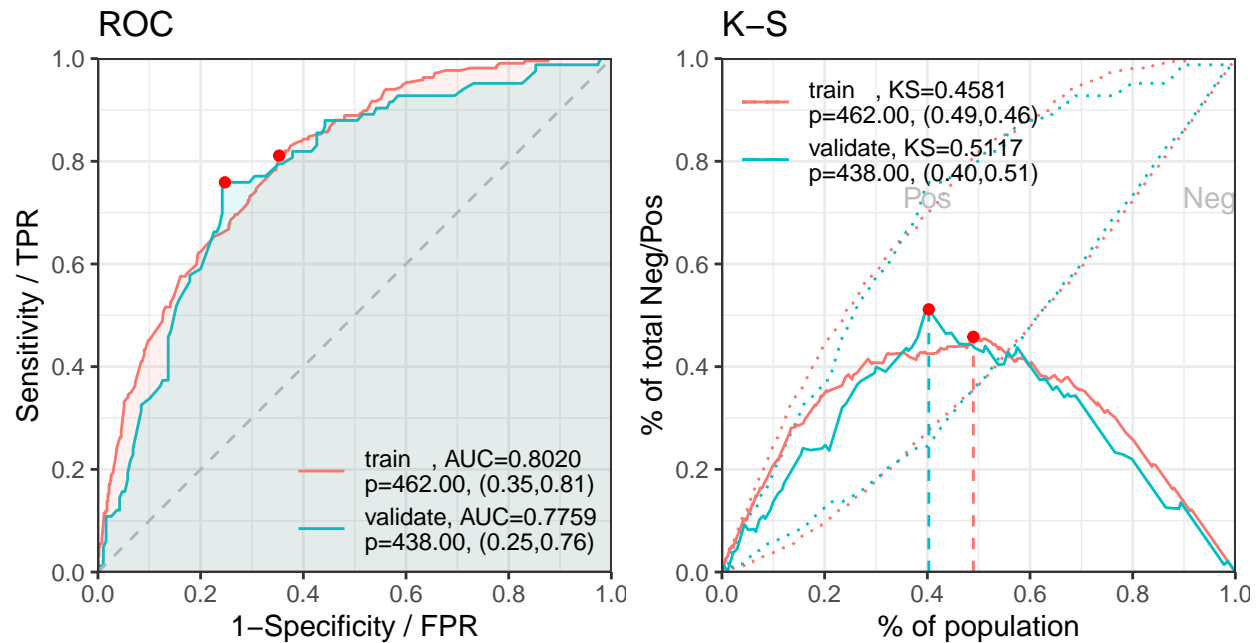 ROC
1.0
0.8
0.6
0.4
0.2
0.0
Sensitivity / TPR
train , AUC=0.8020
p=462.00, (0.35,0.81)
validate, AUC=0.7759
p=438.00, (0.25,0.76)
0.0 0.2 0.4 0.6 0.8 1.0
1−Specificity / FPR
K−S
1.0
0.8
0.6
0.4
0.2
0.0
% of total Neg/Pos
train , KS=0.4581
p=462.00, (0.49,0.46)
validate, KS=0.5117
p=438.00, (0.40,0.51)
Pos
Neg
0.0 0.2 0.4 0.6 0.8 1.0
% of population